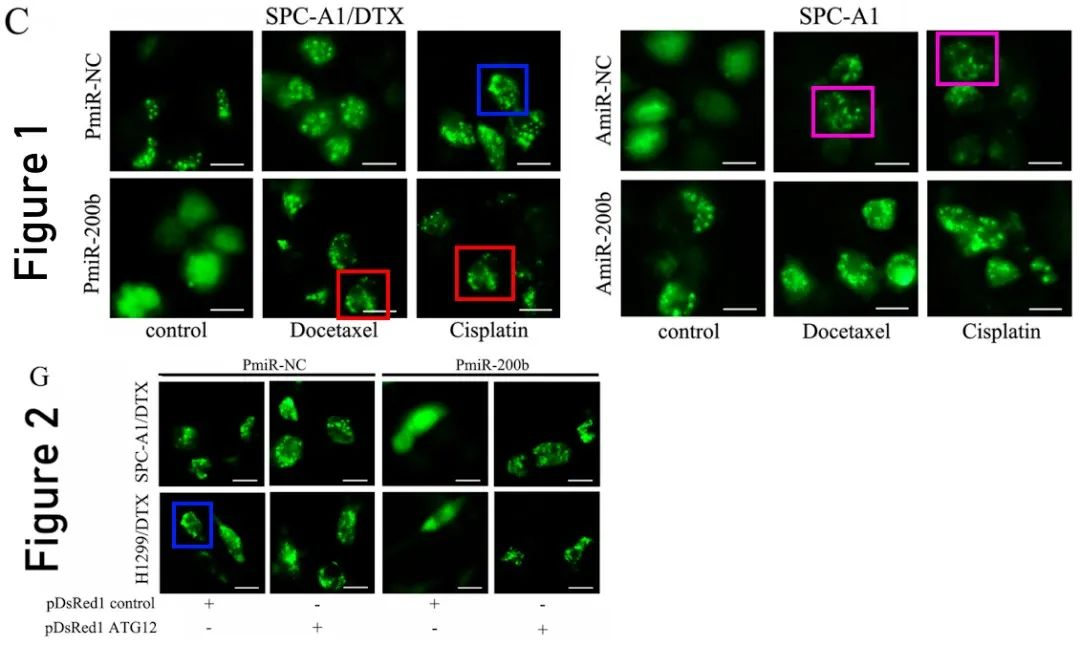 C
SPC-A1/DTX
SPC-A1
Figure 1
PmiR-NC
AmiR-NC
PmiR-200b
AmiR-200b
control
Docetaxel
Cisplatin
control
Docetaxel
Cisplatin
G
PmiR-NC
PmiR-200b
Figure 2
SPC-A1/DTX
H1299/DTX
pDsRed1 control + - + -
pDsRed1 ATG12 - + - +